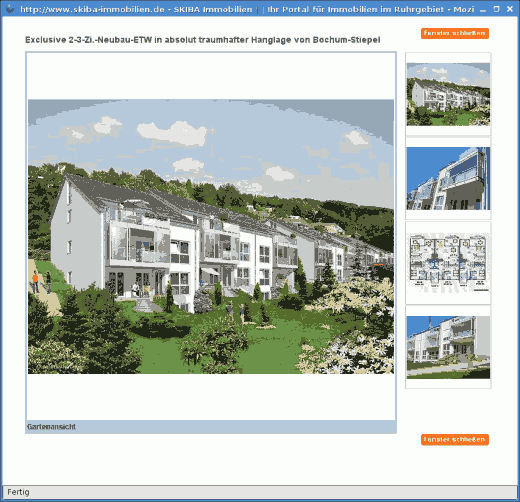 http://www.skiba-immobilien.de - SKIBA Immobilien | | Ihr Portal für Immobilien im Ruhrgebiet - Mozi
Fenster schließen
Exclusive 2-3-Zi.-Neubau-ETW in absolut traumhafter Hanglage von Bochum-Stiepel
Gartenansicht
Fenster schließen
Fertig